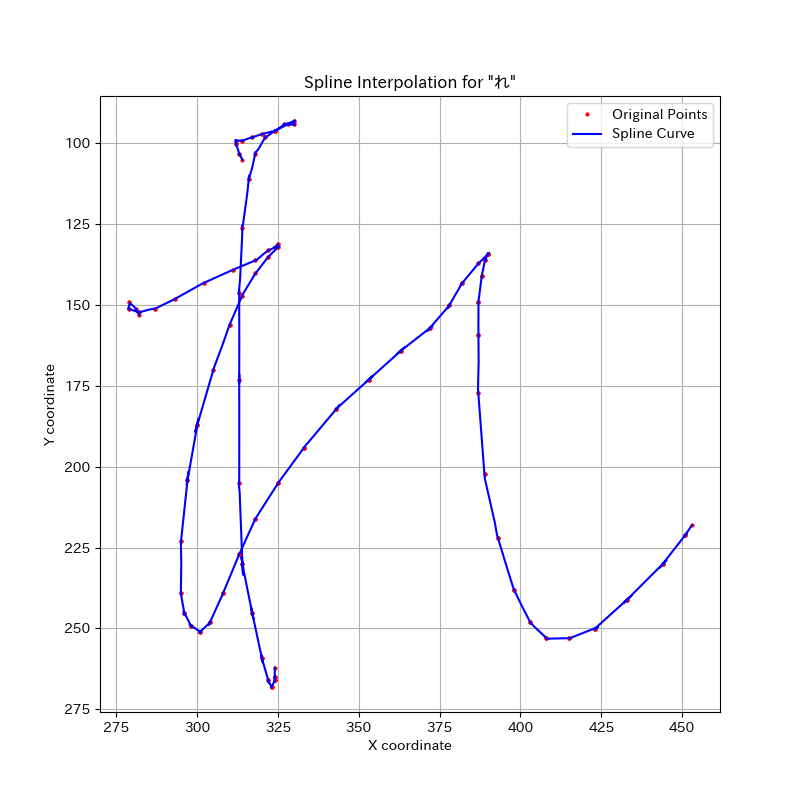 Spline Interpolation for "れ"
Original Points
Spline Curve
Y coordinate
100
125
150
175
200
225
250
275
275 300 325 350 375 400 425 450
X coordinate